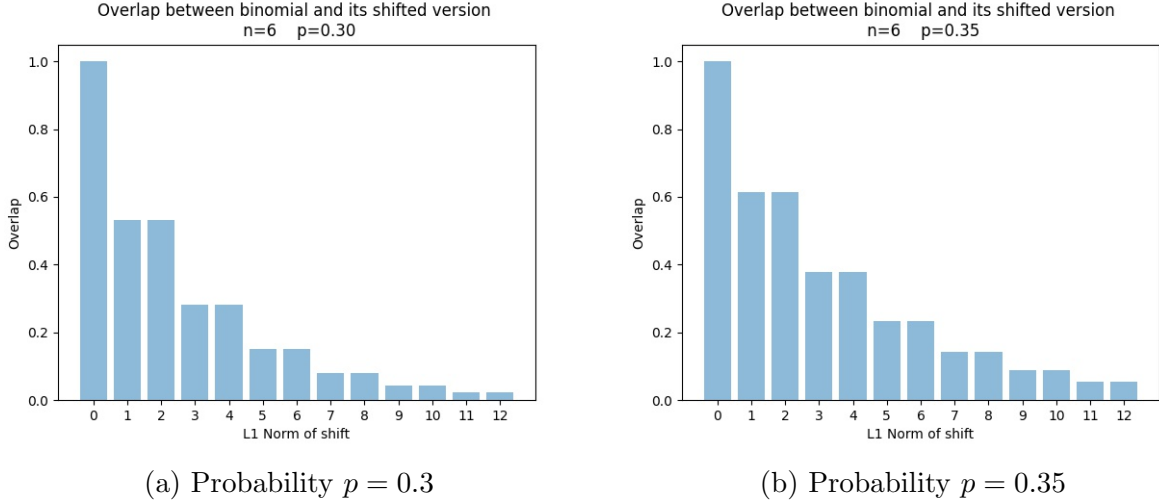 Overlap between binomial and its shifted version
n=6 p=0.30
1.0
0.8
0.6
0.4
0.2
0.0
Overlap
0 1 2 3 4 5 6 7 8 9 10 11 12
L1 Norm of shift
(a) Probability p = 0.3
Overlap between binomial and its shifted version
n=6 p=0.35
1.0
0.8
0.6
0.4
0.2
0.0
Overlap
0 1 2 3 4 5 6 7 8 9 10 11 12
L1 Norm of shift
(b) Probability p = 0.35